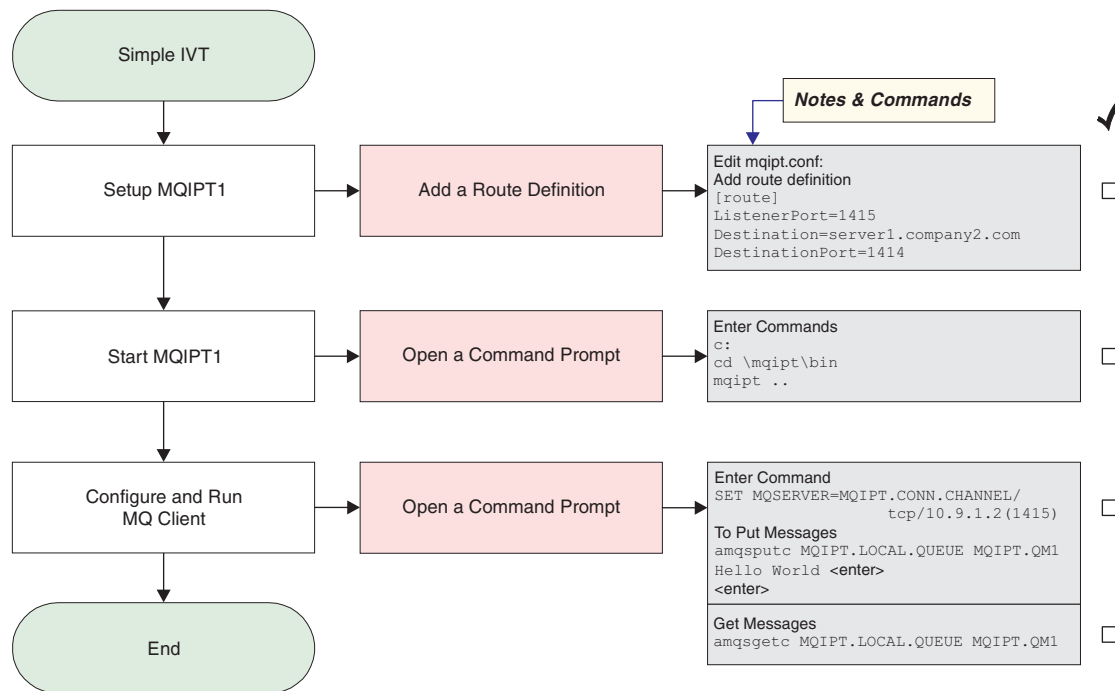 Simple IVT
Notes & Commands
Setup MQIPT1
Add a Route Definition
Edit mqipt.conf:
Add route definition
[route]
ListenerPort=1415
Destination=server1.company2.com
DestinationPort=1414
Start MQIPT1
Open a Command Prompt
Enter Commands
c:
cd \mqipt\bin
mqipt ..
Configure and Run
MQ Client
Open a Command Prompt
Enter Command
SET MQSERVER=MQIPT.CONN.CHANNEL/
tcp/10.9.1.2(1415)
To Put Messages
amqsputc MQIPT.LOCAL.QUEUE MQIPT.QM1
Hello World <enter>
<enter>
Get Messages
amqsgetc MQIPT.LOCAL.QUEUE MQIPT.QM1
End